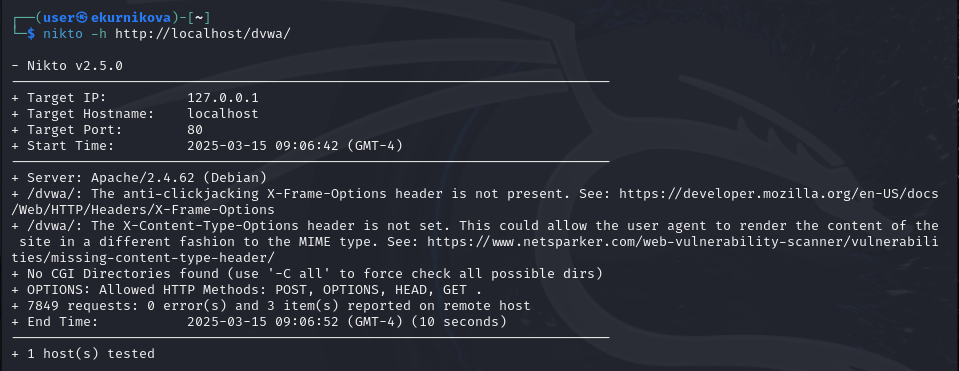 ┌──(user㉿ekurnikova)-[~]
└─$ nikto -h http://localhost/dvwa/
- Nikto v2.5.0
+ Target IP:          127.0.0.1
+ Target Hostname:    localhost
+ Target Port:        80
+ Start Time:         2025-03-15 09:06:42 (GMT-4)
+ Server: Apache/2.4.62 (Debian)
+ /dvwa/: The anti-clickjacking X-Frame-Options header is not present. See: https://developer.mozilla.org/en-US/docs
/Web/HTTP/Headers/X-Frame-Options
+ /dvwa/: The X-Content-Type-Options header is not set. This could allow the user agent to render the content of the
 site in a different fashion to the MIME type. See: https://www.netsparker.com/web-vulnerability-scanner/vulnerabili
ties/missing-content-type-header/
+ No CGI Directories found (use '-C all' to force check all possible dirs)
+ OPTIONS: Allowed HTTP Methods: POST, OPTIONS, HEAD, GET .
+ 7849 requests: 0 error(s) and 3 item(s) reported on remote host
+ End Time:           2025-03-15 09:06:52 (GMT-4) (10 seconds)
+ 1 host(s) tested